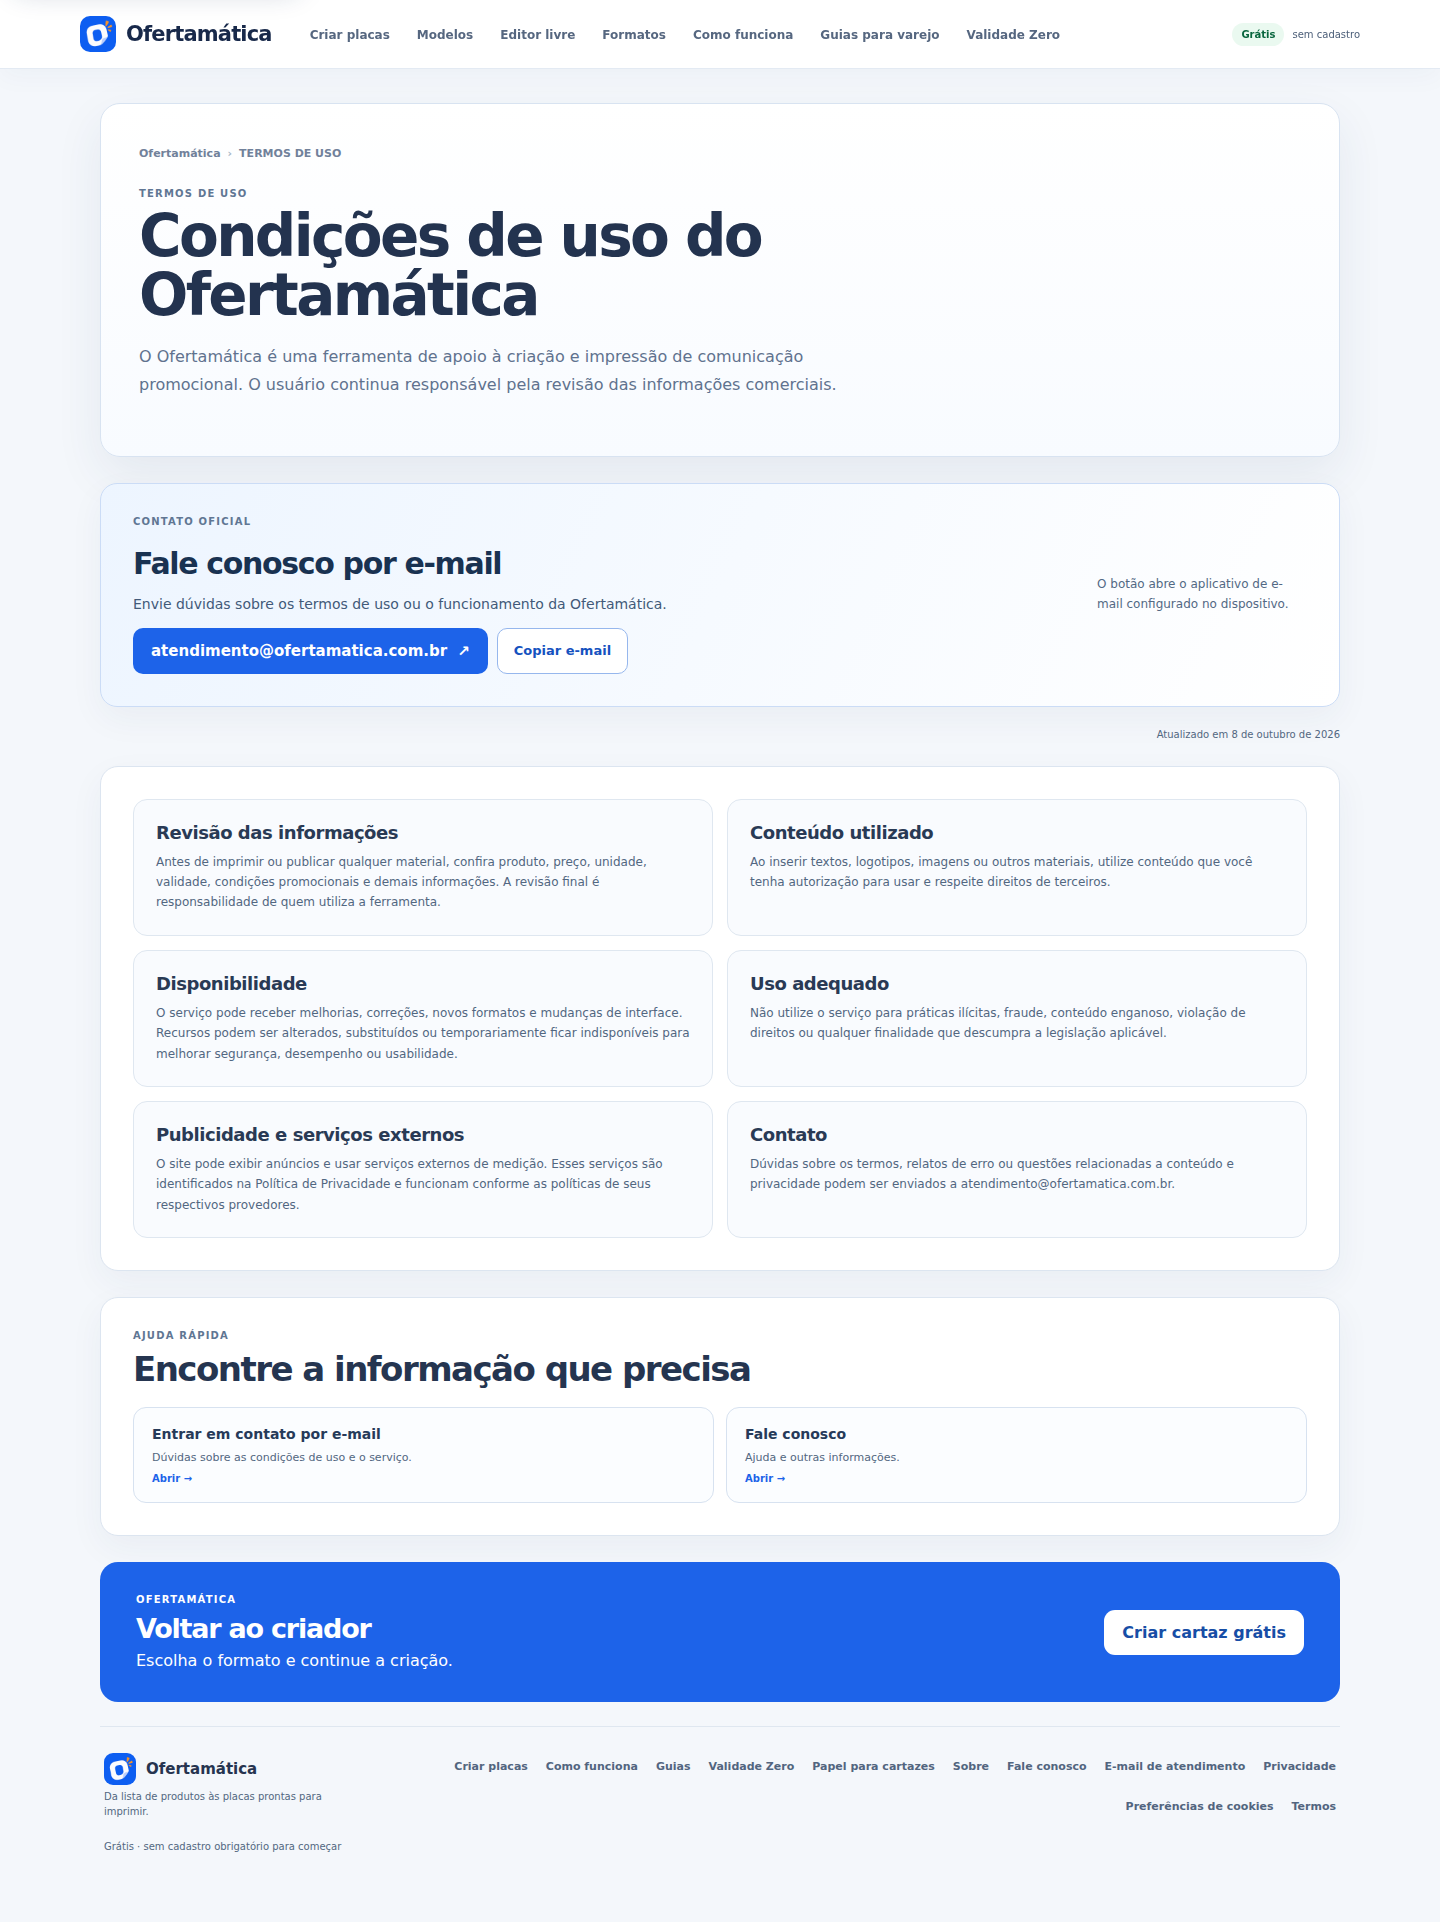 Ofertamática
Criar placas
Modelos
Editor livre
Formatos
Como funciona
Guias para varejo
Validade Zero
Grátis
sem cadastro
Ofertamática › TERMOS DE USO
TERMOS DE USO
Condições de uso do
Ofertamática
O Ofertamática é uma ferramenta de apoio à criação e impressão de comunicação
promocional. O usuário continua responsável pela revisão das informações comerciais.
CONTATO OFICIAL
Fale conosco por e-mail
Envie dúvidas sobre os termos de uso ou o funcionamento da Ofertamática.
atendimento@ofertamatica.com.br ↗
Copiar e-mail
O botão abre o aplicativo de e-
mail configurado no dispositivo.
Atualizado em 8 de outubro de 2026
Revisão das informações
Antes de imprimir ou publicar qualquer material, confira produto, preço, unidade,
validade, condições promocionais e demais informações. A revisão final é
responsabilidade de quem utiliza a ferramenta.
Conteúdo utilizado
Ao inserir textos, logotipos, imagens ou outros materiais, utilize conteúdo que você
tenha autorização para usar e respeite direitos de terceiros.
Disponibilidade
O serviço pode receber melhorias, correções, novos formatos e mudanças de interface.
Recursos podem ser alterados, substituídos ou temporariamente ficar indisponíveis para
melhorar segurança, desempenho ou usabilidade.
Uso adequado
Não utilize o serviço para práticas ilícitas, fraude, conteúdo enganoso, violação de
direitos ou qualquer finalidade que descumpra a legislação aplicável.
Publicidade e serviços externos
O site pode exibir anúncios e usar serviços externos de medição. Esses serviços são
identificados na Política de Privacidade e funcionam conforme as políticas de seus
respectivos provedores.
Contato
Dúvidas sobre os termos, relatos de erro ou questões relacionadas a conteúdo e
privacidade podem ser enviados a atendimento@ofertamatica.com.br.
AJUDA RÁPIDA
Encontre a informação que precisa
Entrar em contato por e-mail
Dúvidas sobre as condições de uso e o serviço.
Abrir →
Fale conosco
Ajuda e outras informações.
Abrir →
OFERTAMÁTICA
Voltar ao criador
Escolha o formato e continue a criação.
Criar cartaz grátis
Ofertamática
Da lista de produtos às placas prontas para
imprimir.
Grátis · sem cadastro obrigatório para começar
Criar placas
Como funciona
Guias
Validade Zero
Papel para cartazes
Sobre
Fale conosco
E-mail de atendimento
Privacidade
Preferências de cookies
Termos